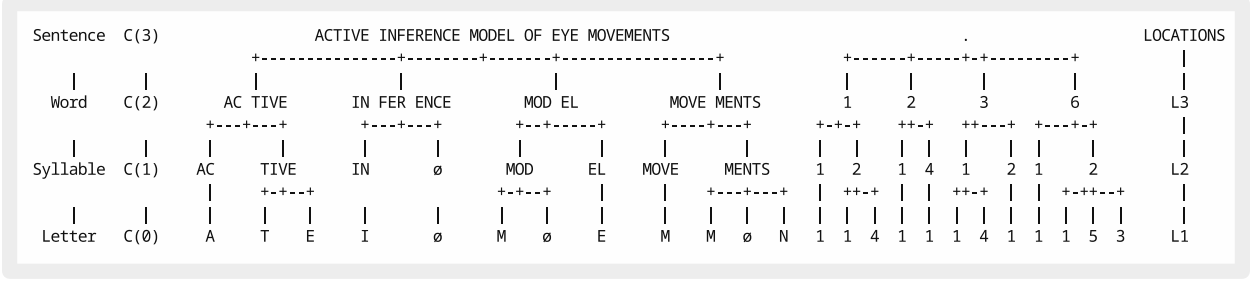 Sentence C(3) ACTIVE INFERENCE MODEL OF EYE MOVEMENTS . LOCATIONS
+---------------+--------+-------+-----------------+ +------+-----+-+---------+ |
| | | | | | | | | | |
Word C(2) AC TIVE IN FER ENCE MOD EL MOVE MENTS 1 2 3 6 L3
+---+---+ +---+---+ +--+-----+ +----+---+ +-+-+ ++-+ ++---+ +---+-+ |
| | | | | | | | | | | | | | | | | | |
Syllable C(1) AC TIVE IN ø MOD EL MOVE MENTS 1 2 1 4 1 2 1 2 L2
| +-+--+ +-+--+ | | +---+---+ | ++-+ | | ++-+ | | +-++--+ |
| | | | | | | | | | | | | | | | | | | | | | | | | | |
Letter C(0) A T E I ø M ø E M M ø N 1 1 4 1 1 1 4 1 1 1 5 3 L1